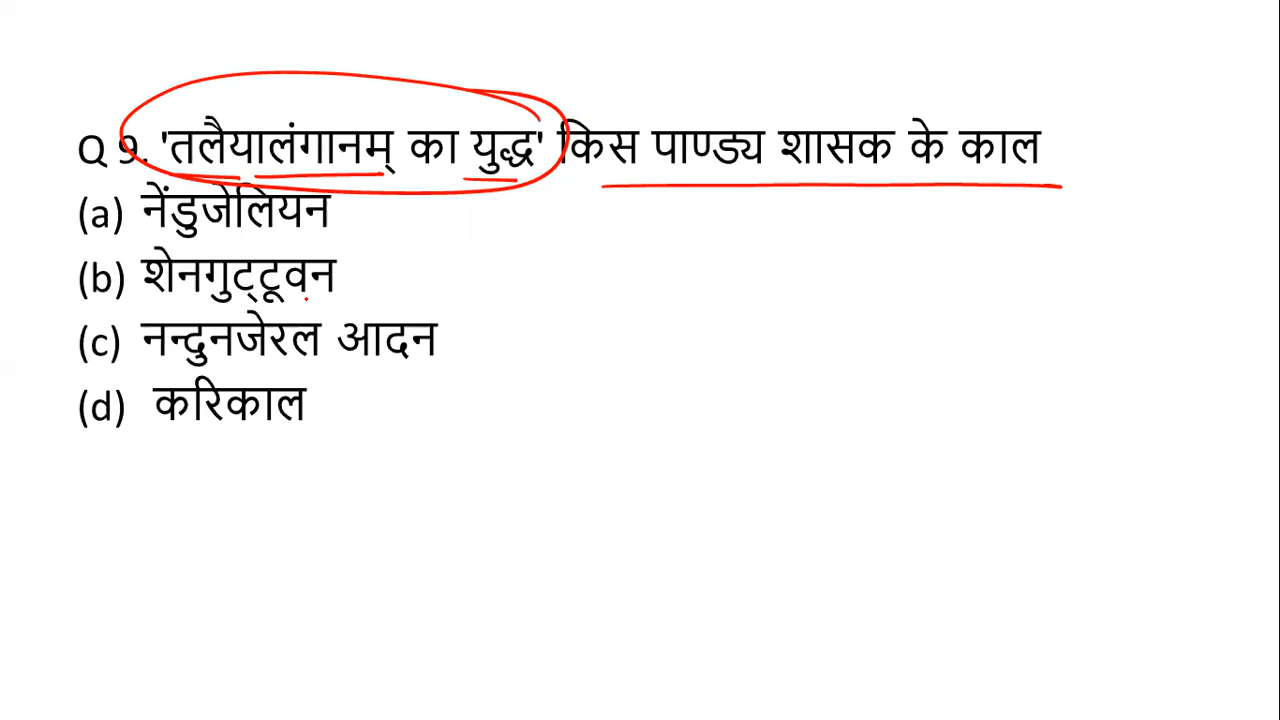 Q 9. 'तलैयालंगानम् का युद्ध' किस पाण्ड्य शासक के काल
(a) नेंडुजेलियन
(b) शेनगुट्टूवन
(c) नन्दुनजेरल आदन
(d) करिकाल